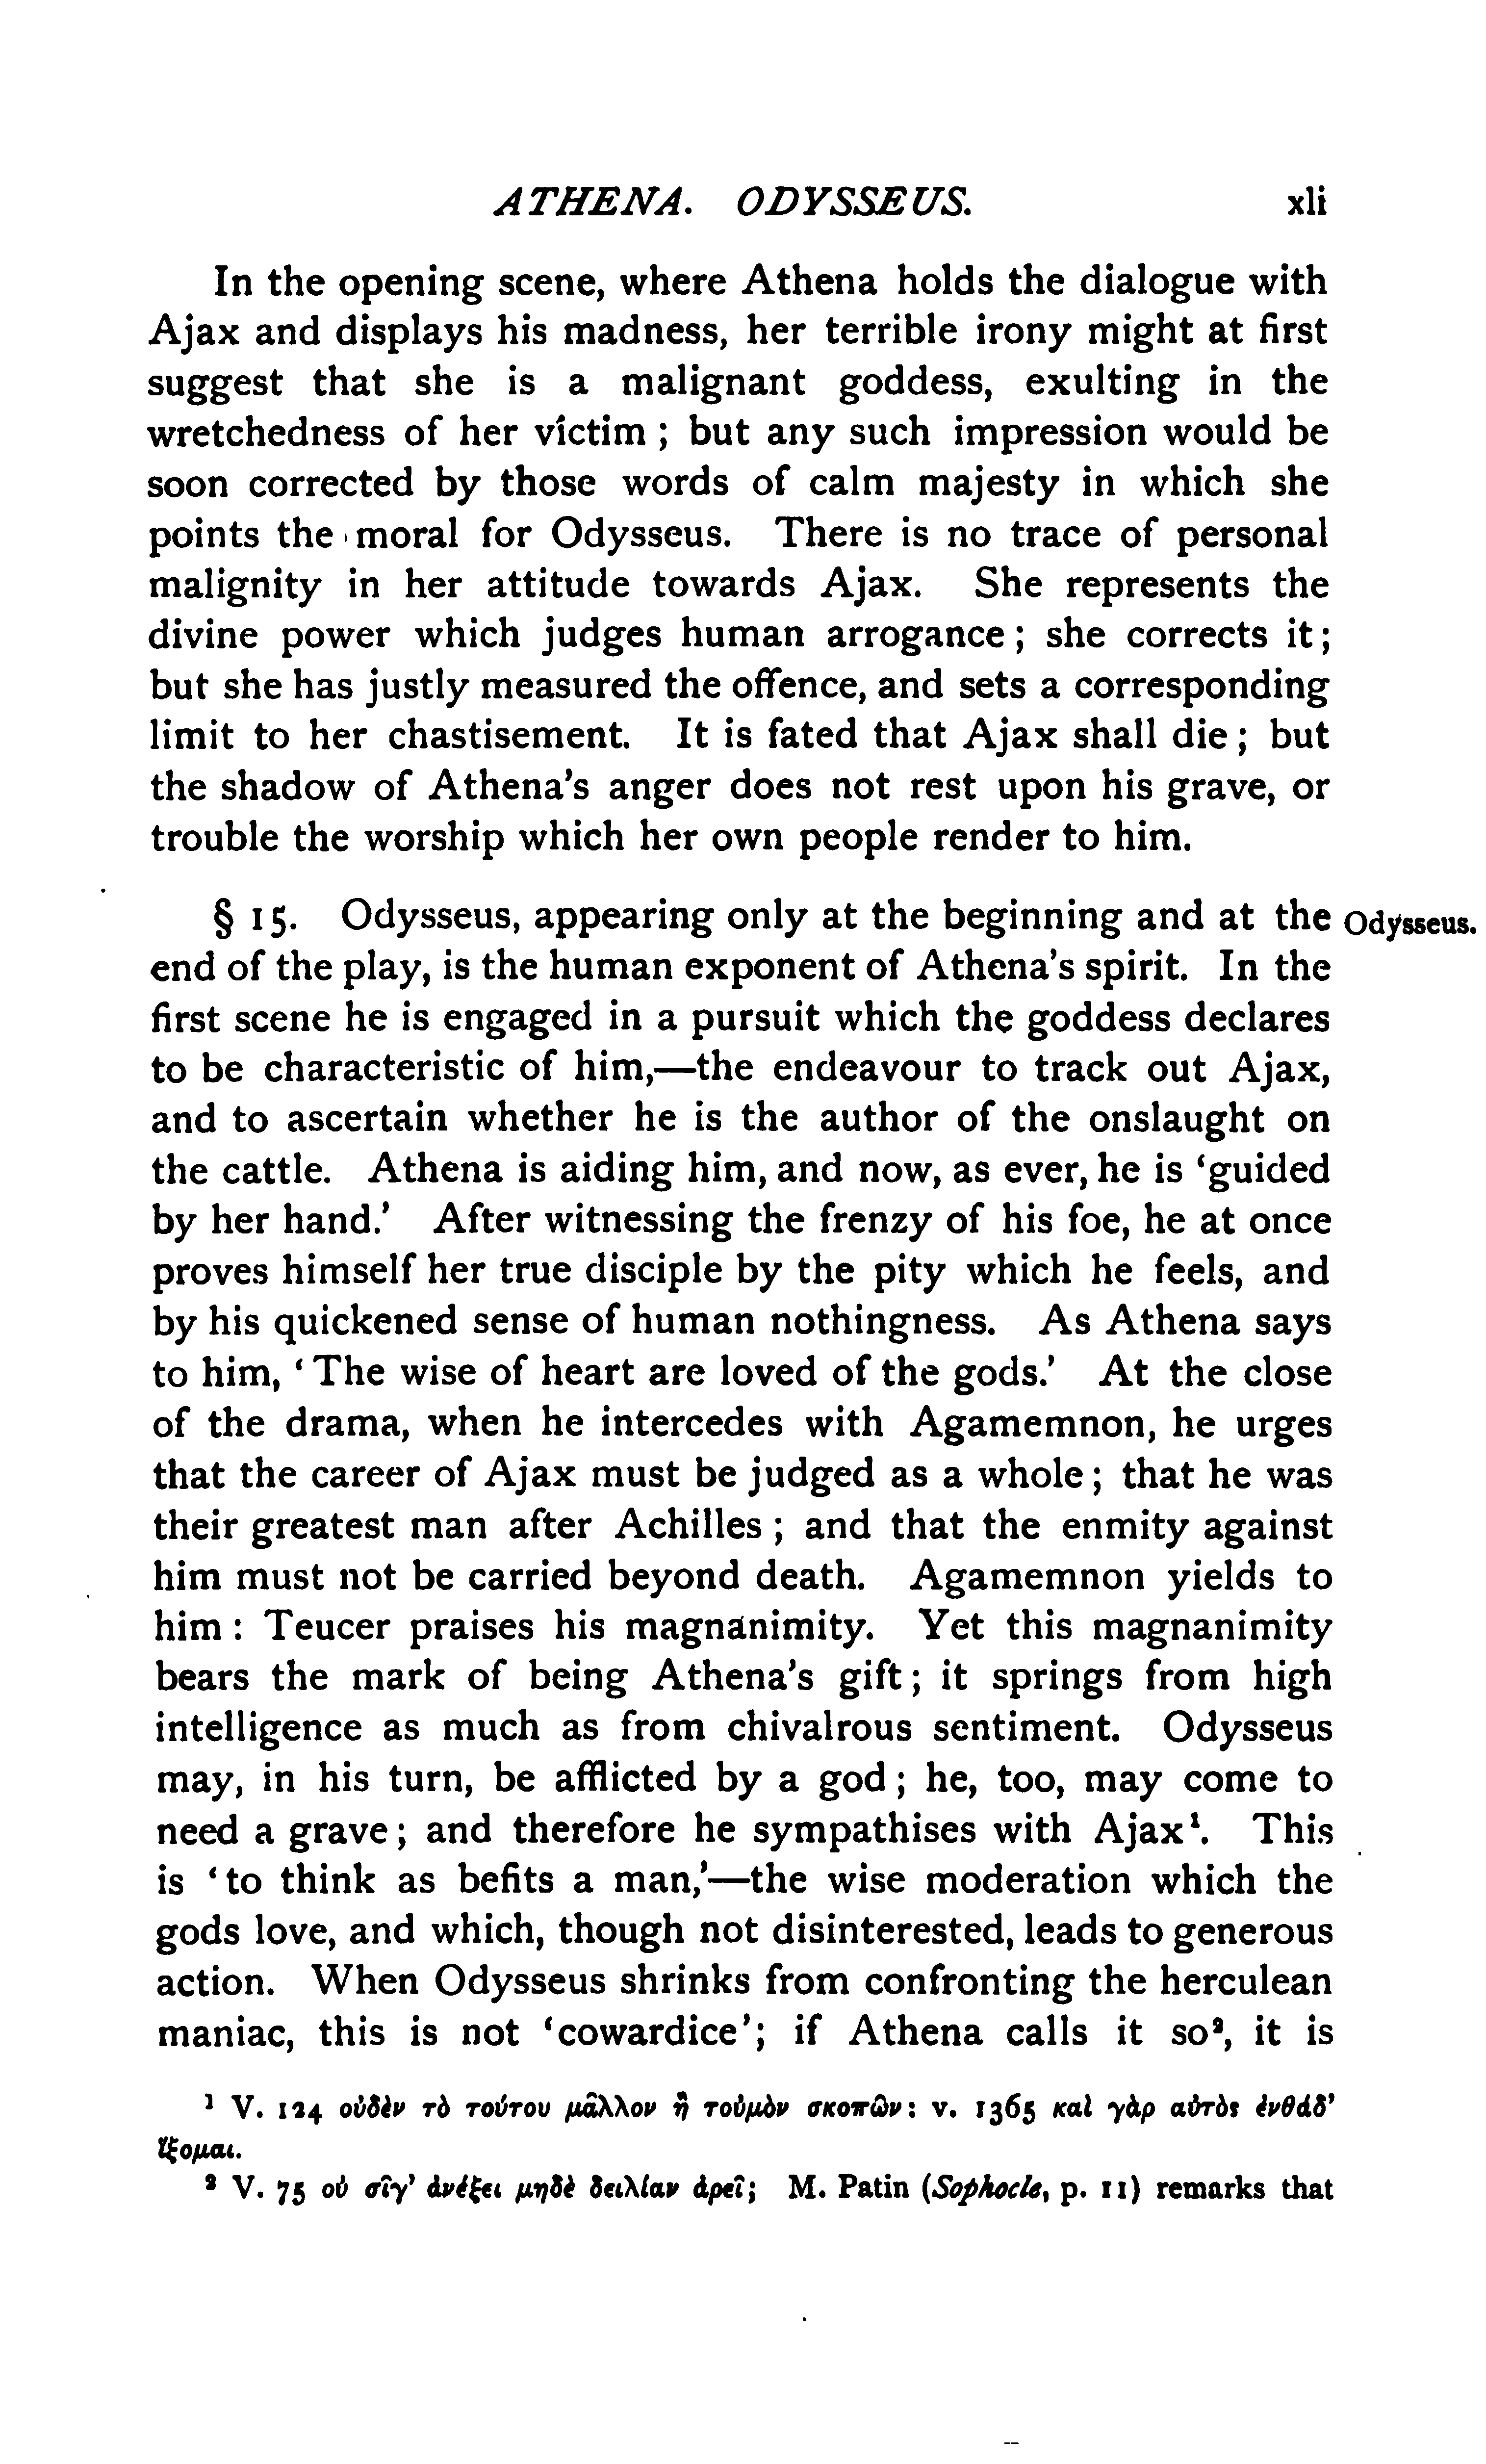 ATHENA. ODYSSEUS. xli
In the opening scene, where Athena holds the dialogue with
Ajax and displays his madness, her terrible irony might at first
suggest that she is a malignant goddess, exulting in the
wretchedness of her victim ; but any such impression would be
soon corrected by those words of calm majesty in which she
points the moral for Odysseus. There is no trace of personal
malignity in her attitude towards Ajax. She represents the
divine power which judges human arrogance ; she corrects it ;
but she has justly measured the offence, and sets a corresponding
limit to her chastisement. It is fated that Ajax shall die ; but
the shadow of Athena's anger does not rest upon his grave, or
trouble the worship which her own people render to him.
§ 15. Odysseus, appearing only at the beginning and at the Odysseus.
end of the play, is the human exponent of Athena's spirit. In the
first scene he is engaged in a pursuit which the goddess declares
to be characteristic of him,—the endeavour to track out Ajax,
and to ascertain whether he is the author of the onslaught on
the cattle. Athena is aiding him, and now, as ever, he is ‘guided
by her hand.’ After witnessing the frenzy of his foe, he at once
proves himself her true disciple by the pity which he feels, and
by his quickened sense of human nothingness. As Athena says
to him, ‘The wise of heart are loved of the gods.’ At the close
of the drama, when he intercedes with Agamemnon, he urges
that the career of Ajax must be judged as a whole ; that he was
their greatest man after Achilles ; and that the enmity against
him must not be carried beyond death. Agamemnon yields to
him : Teucer praises his magnanimity. Yet this magnanimity
bears the mark of being Athena's gift ; it springs from high
intelligence as much as from chivalrous sentiment. Odysseus
may, in his turn, be afflicted by a god ; he, too, may come to
need a grave ; and therefore he sympathises with Ajax¹. This
is ‘to think as befits a man,’—the wise moderation which the
gods love, and which, though not disinterested, leads to generous
action. When Odysseus shrinks from confronting the herculean
maniac, this is not ‘cowardice’; if Athena calls it so², it is
¹ V. 124 οὐδὲν τὸ τούτου μᾶλλον ἢ τοὐμὸν σκοπῶν: v. 1365 καὶ γὰρ αὐτὸς ἐνθάδ’
ἵξομαι.
² V. 75 οὐ σῖγ’ ἀνέξει μηδὲ δειλίαν ἀρεῖ; M. Patin (Sophocle, p. 11) remarks that